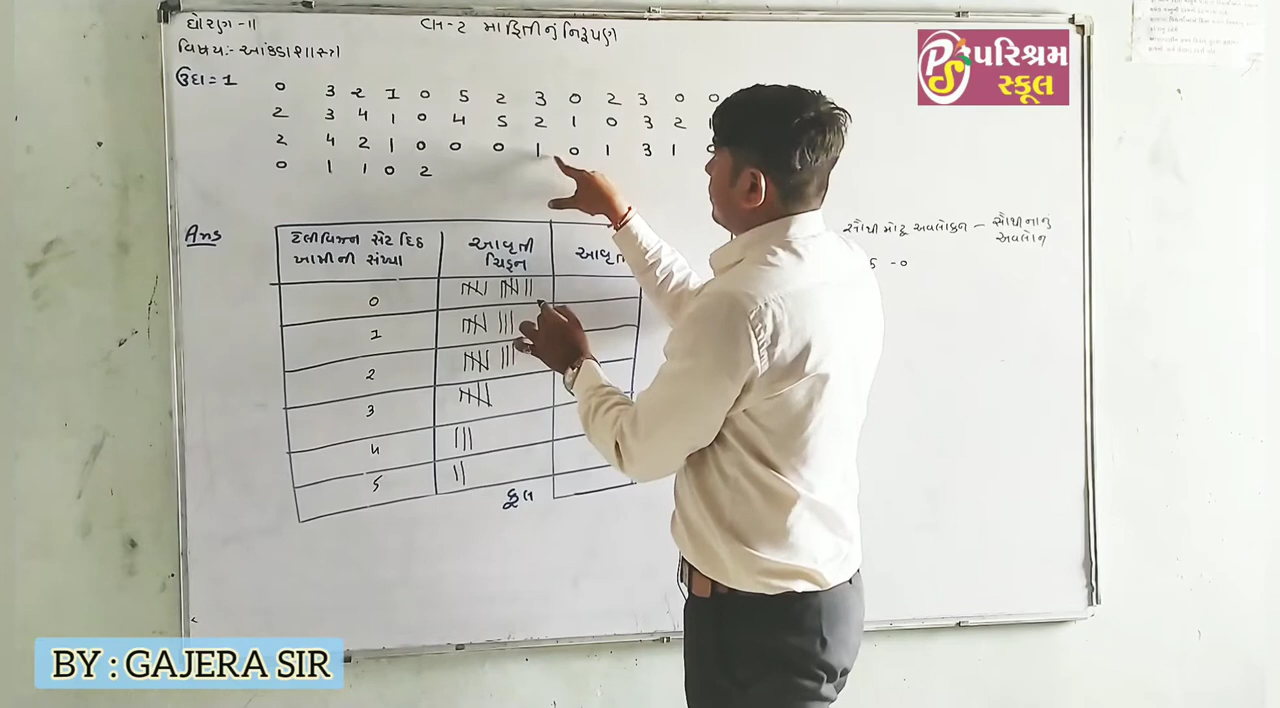 ધોરણ-11
CH-2 માહિતીનું નિરૂપણ
વિષય:- આંકડાશાસ્ત્ર
ઉદા=1
0 3 2 1 0 5 2 3 0 2 3 0 0
2 3 4 1 0 4 5 2 1 0 3 2 1
2 4 2 1 0 0 0 1 0 1 3 1
0 1 1 0 2
પરિશ્રમ
સ્કૂલ
Ans
ટેલીવિઝન સેટ દિઠ
ખામીની સંખ્યા
આવૃતી
ચિહ્ન
0
1
2
3
4
5
કૂલ
સૌથી મોટૂ અવલોકન - સૌથી નાનુ
અવલોન
5 - 0
BY : GAJERA SIR